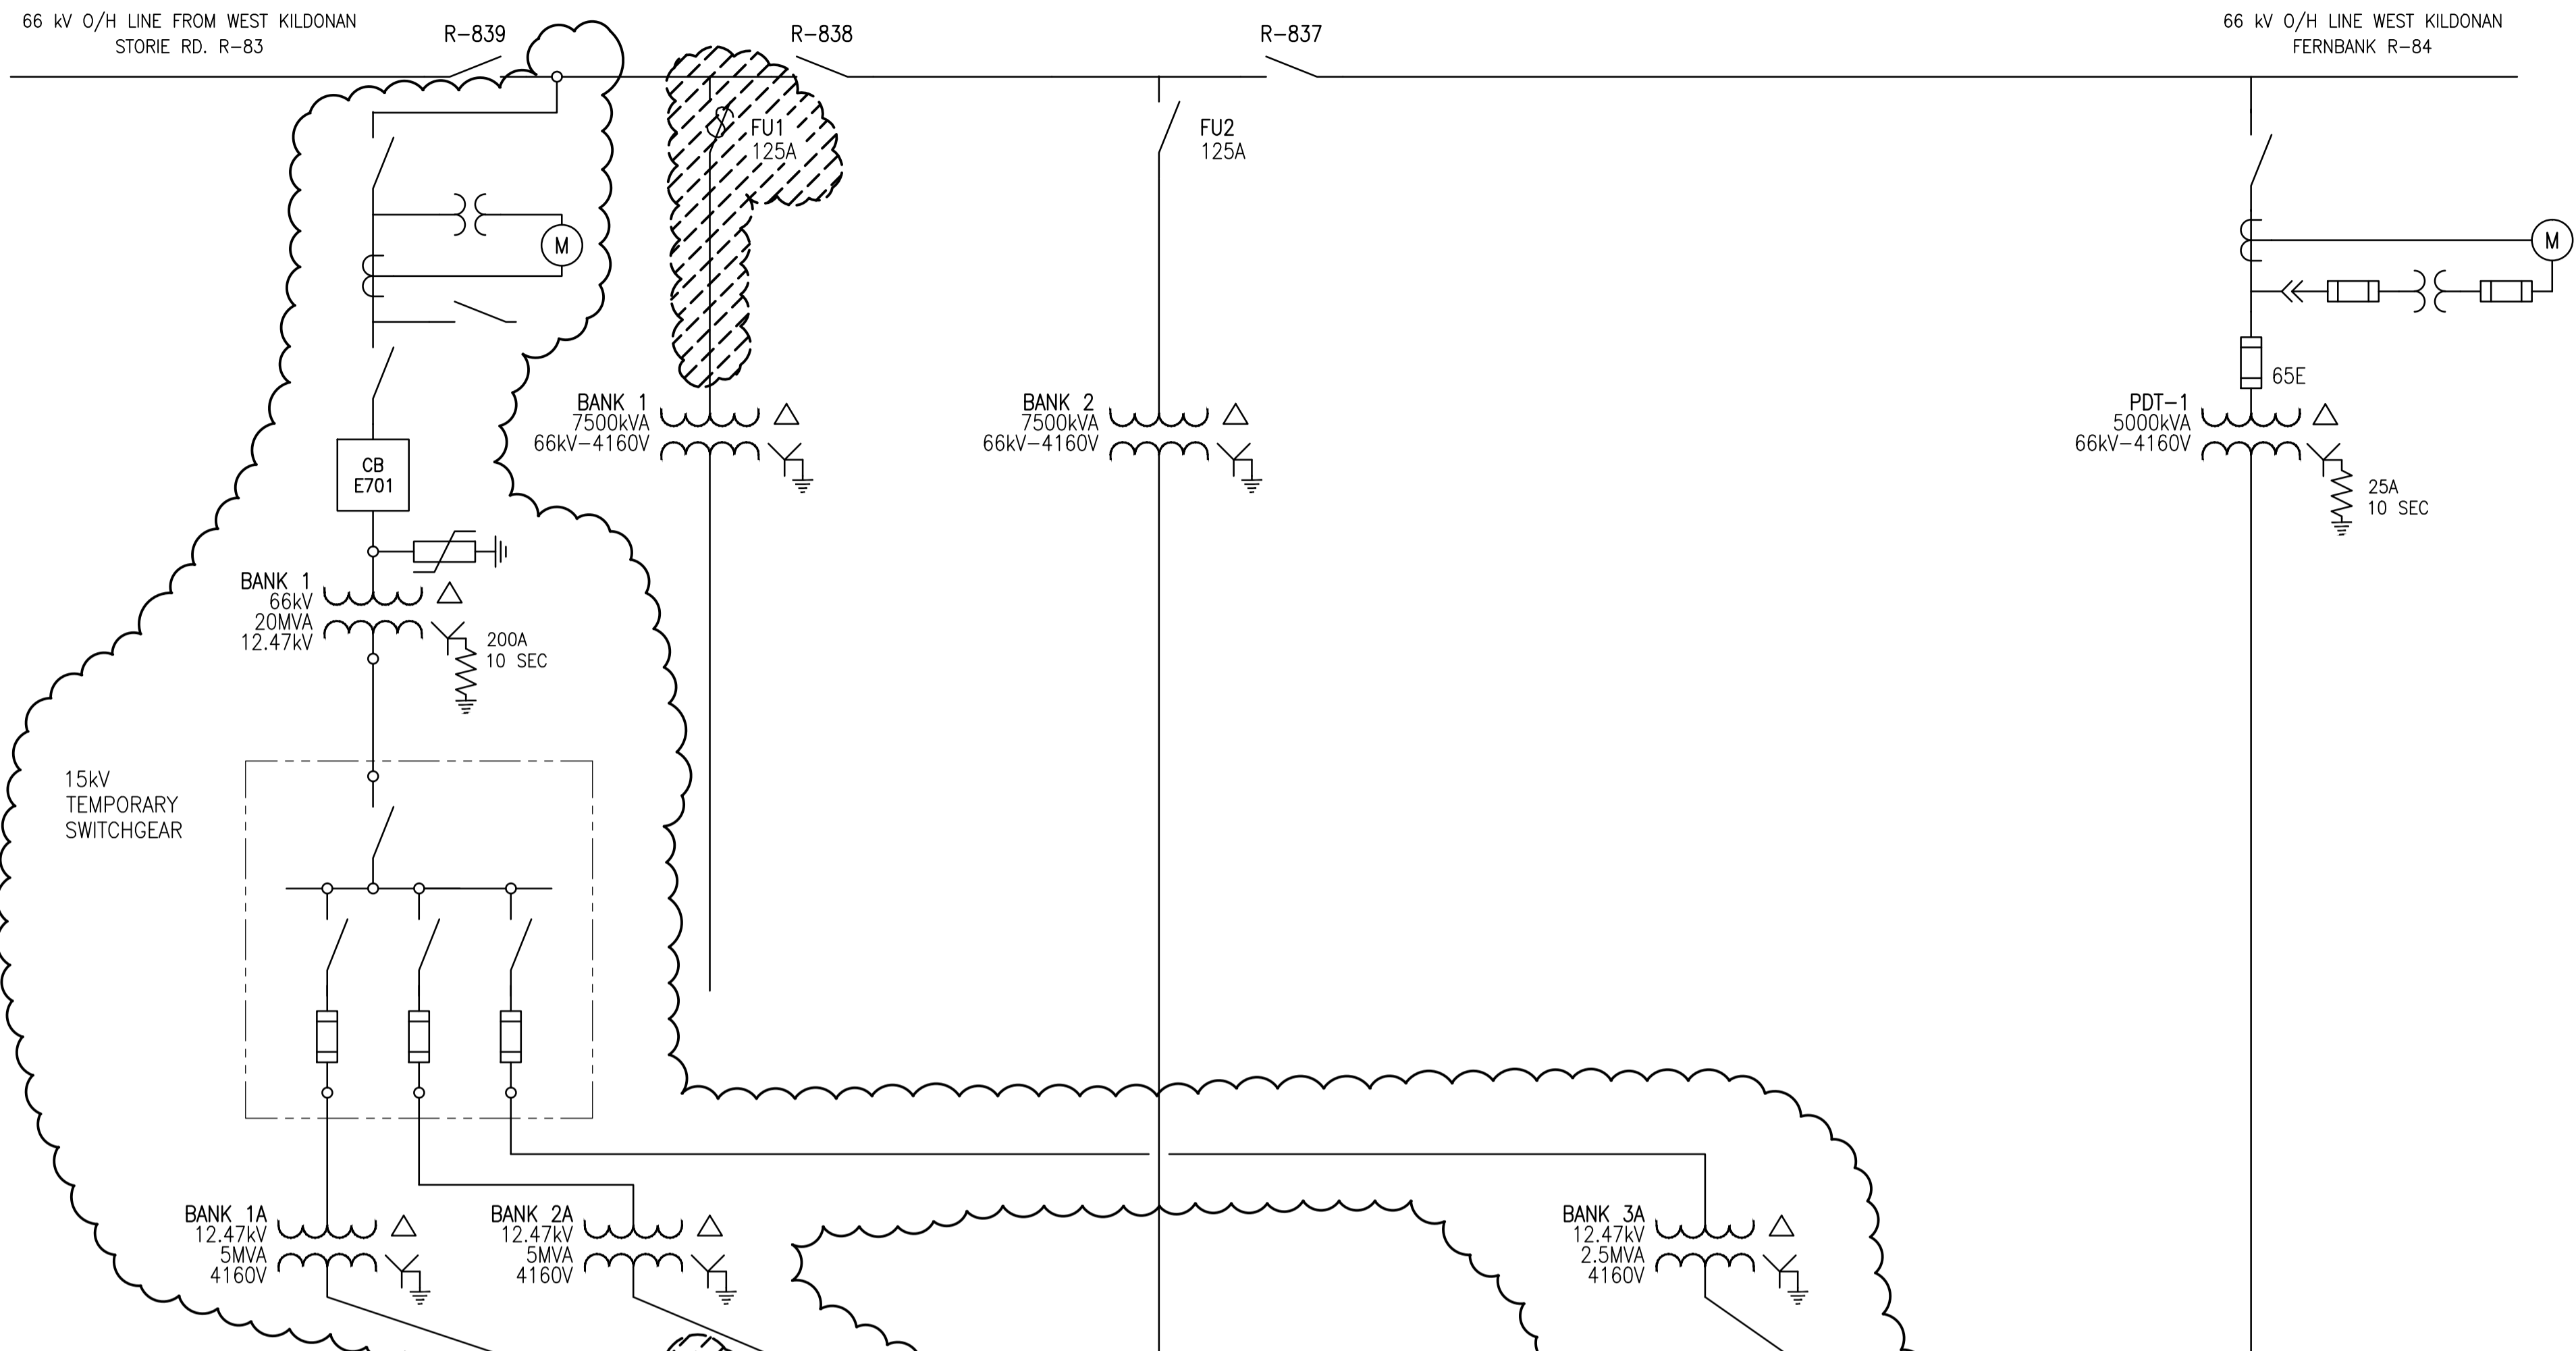 66 kV O/H LINE FROM WEST KILDONAN
STORIE RD. R-83
R-839
R-838
R-837
66 kV O/H LINE WEST KILDONAN
FERNBANK R-84
FU1
125A
FU2
125A
M
M
65E
BANK 1
7500kVA
66kV-4160V
BANK 2
7500kVA
66kV-4160V
PDT-1
5000kVA
66kV-4160V
25A
10 SEC
CB
E701
BANK 1
66kV
20MVA
12.47kV
200A
10 SEC
15kV
TEMPORARY
SWITCHGEAR
BANK 1A
12.47kV
5MVA
4160V
BANK 2A
12.47kV
5MVA
4160V
BANK 3A
12.47kV
2.5MVA
4160V